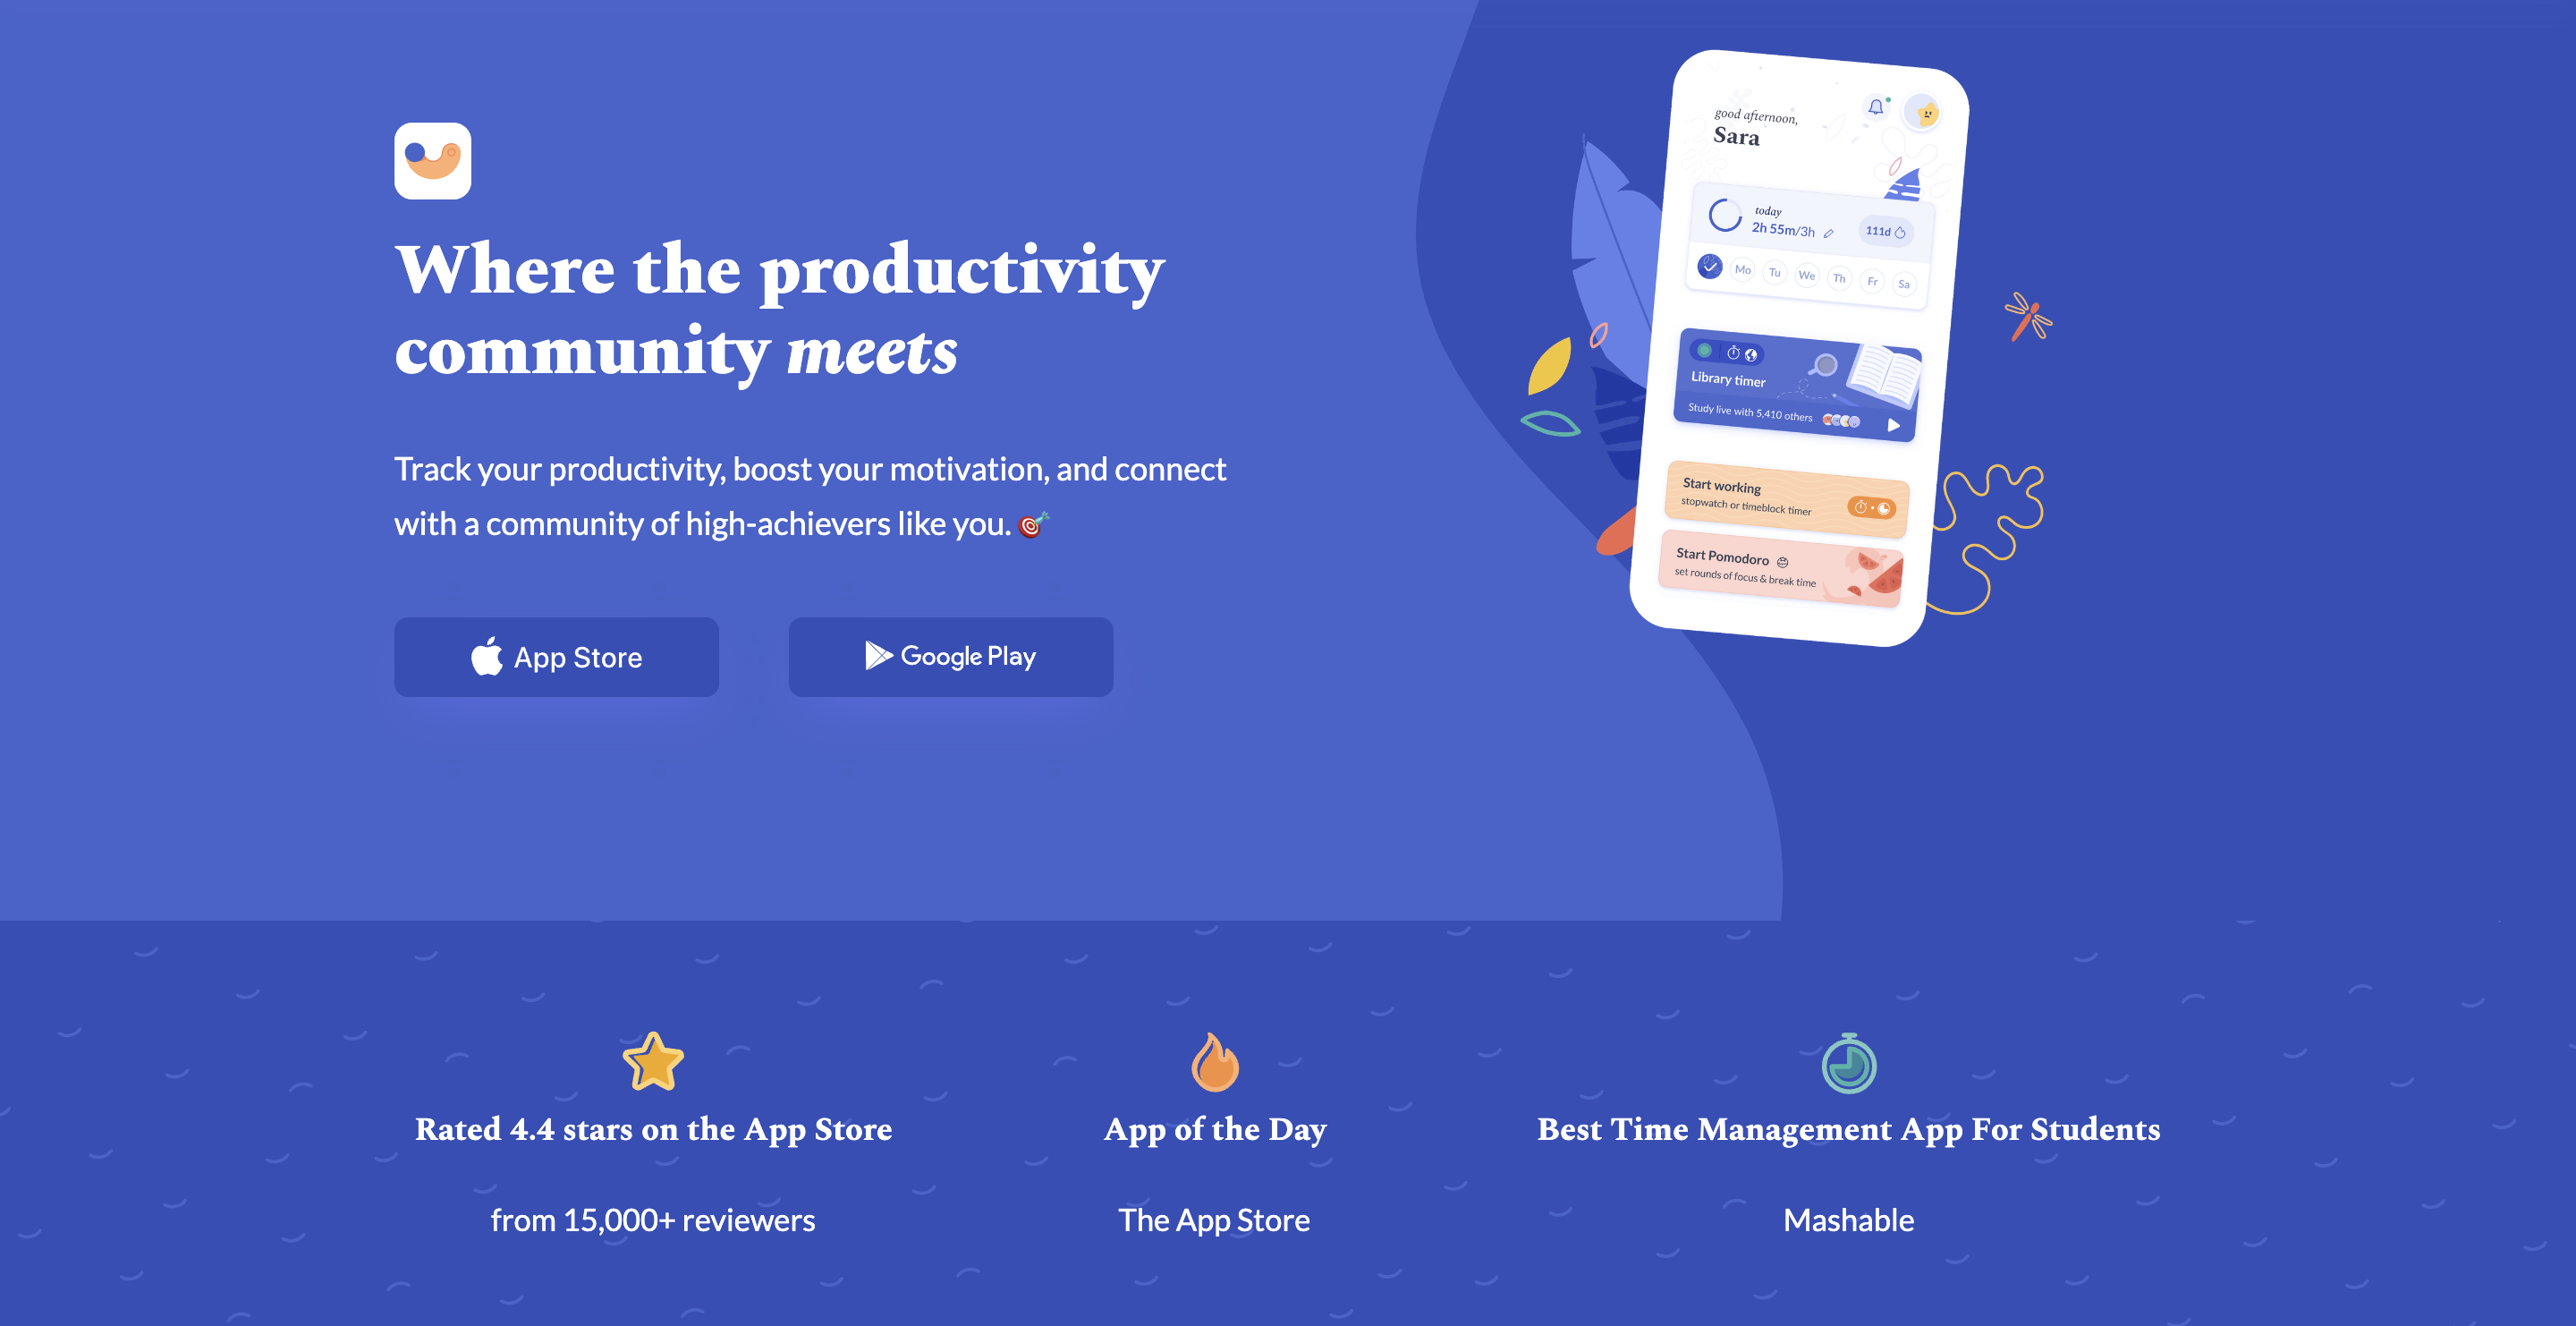 Where the productivity
community meets
Track your productivity, boost your motivation, and connect
with a community of high-achievers like you. 🎯
App Store
Google Play
good afternoon,
Sara
today
2h 55m/3h
111d
Mo Tu We Th Fr Sa
Library timer
Study live with 5,410 others
Start working
stopwatch or timeblock timer
Start Pomodoro
set rounds of focus & break time
Rated 4.4 stars on the App Store
from 15,000+ reviewers
App of the Day
The App Store
Best Time Management App For Students
Mashable